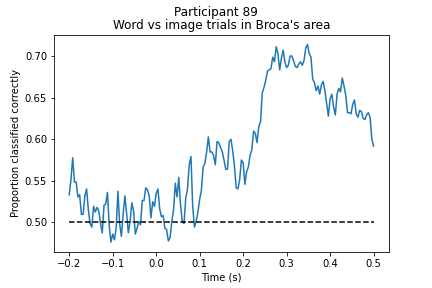 Participant 89
Word vs image trials in Broca's area
Proportion classified correctly
0.70
0.65
0.60
0.55
0.50
−0.2 −0.1 0.0 0.1 0.2 0.3 0.4 0.5
Time (s)